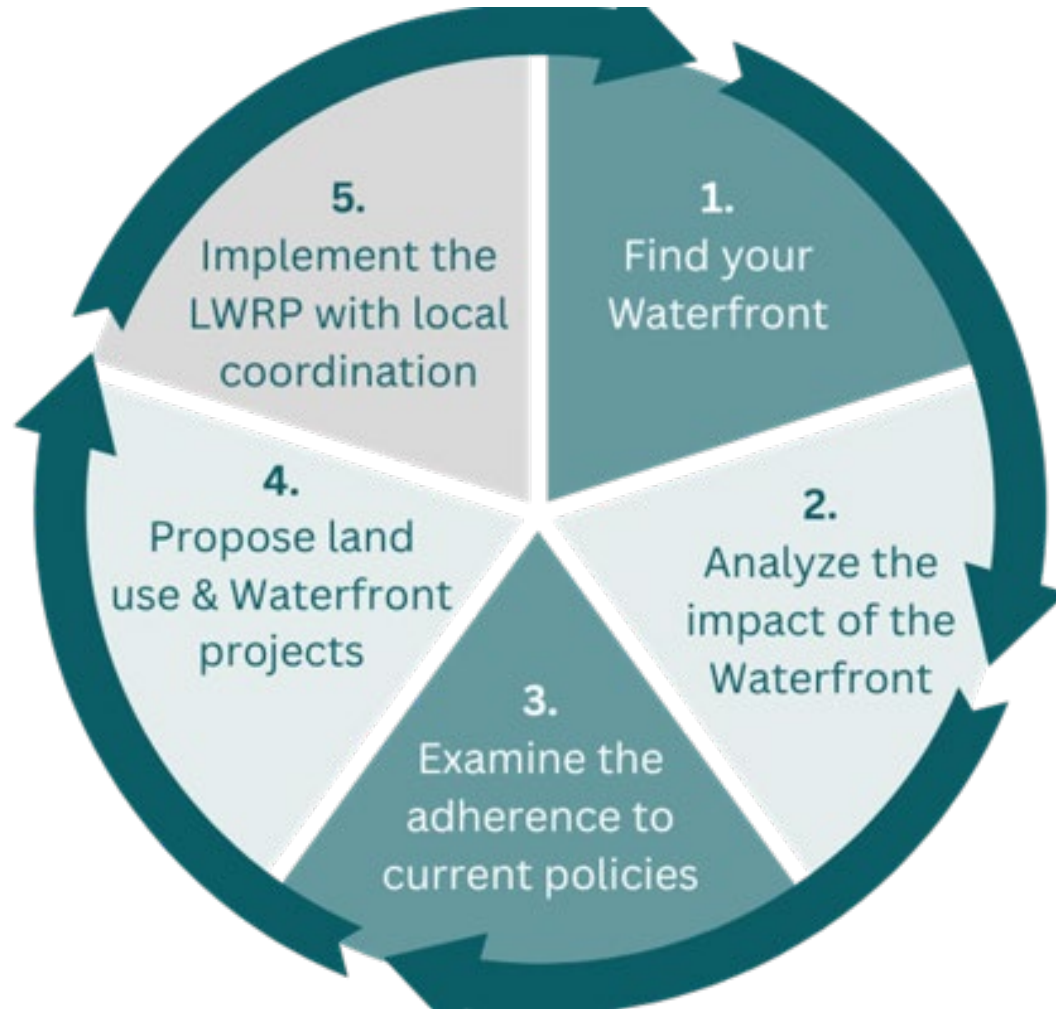 1.
Find your
Waterfront
2.
Analyze the
impact of the
Waterfront
3.
Examine the
adherence to
current policies
4.
Propose land
use & Waterfront
projects
5.
Implement the
LWRP with local
coordination